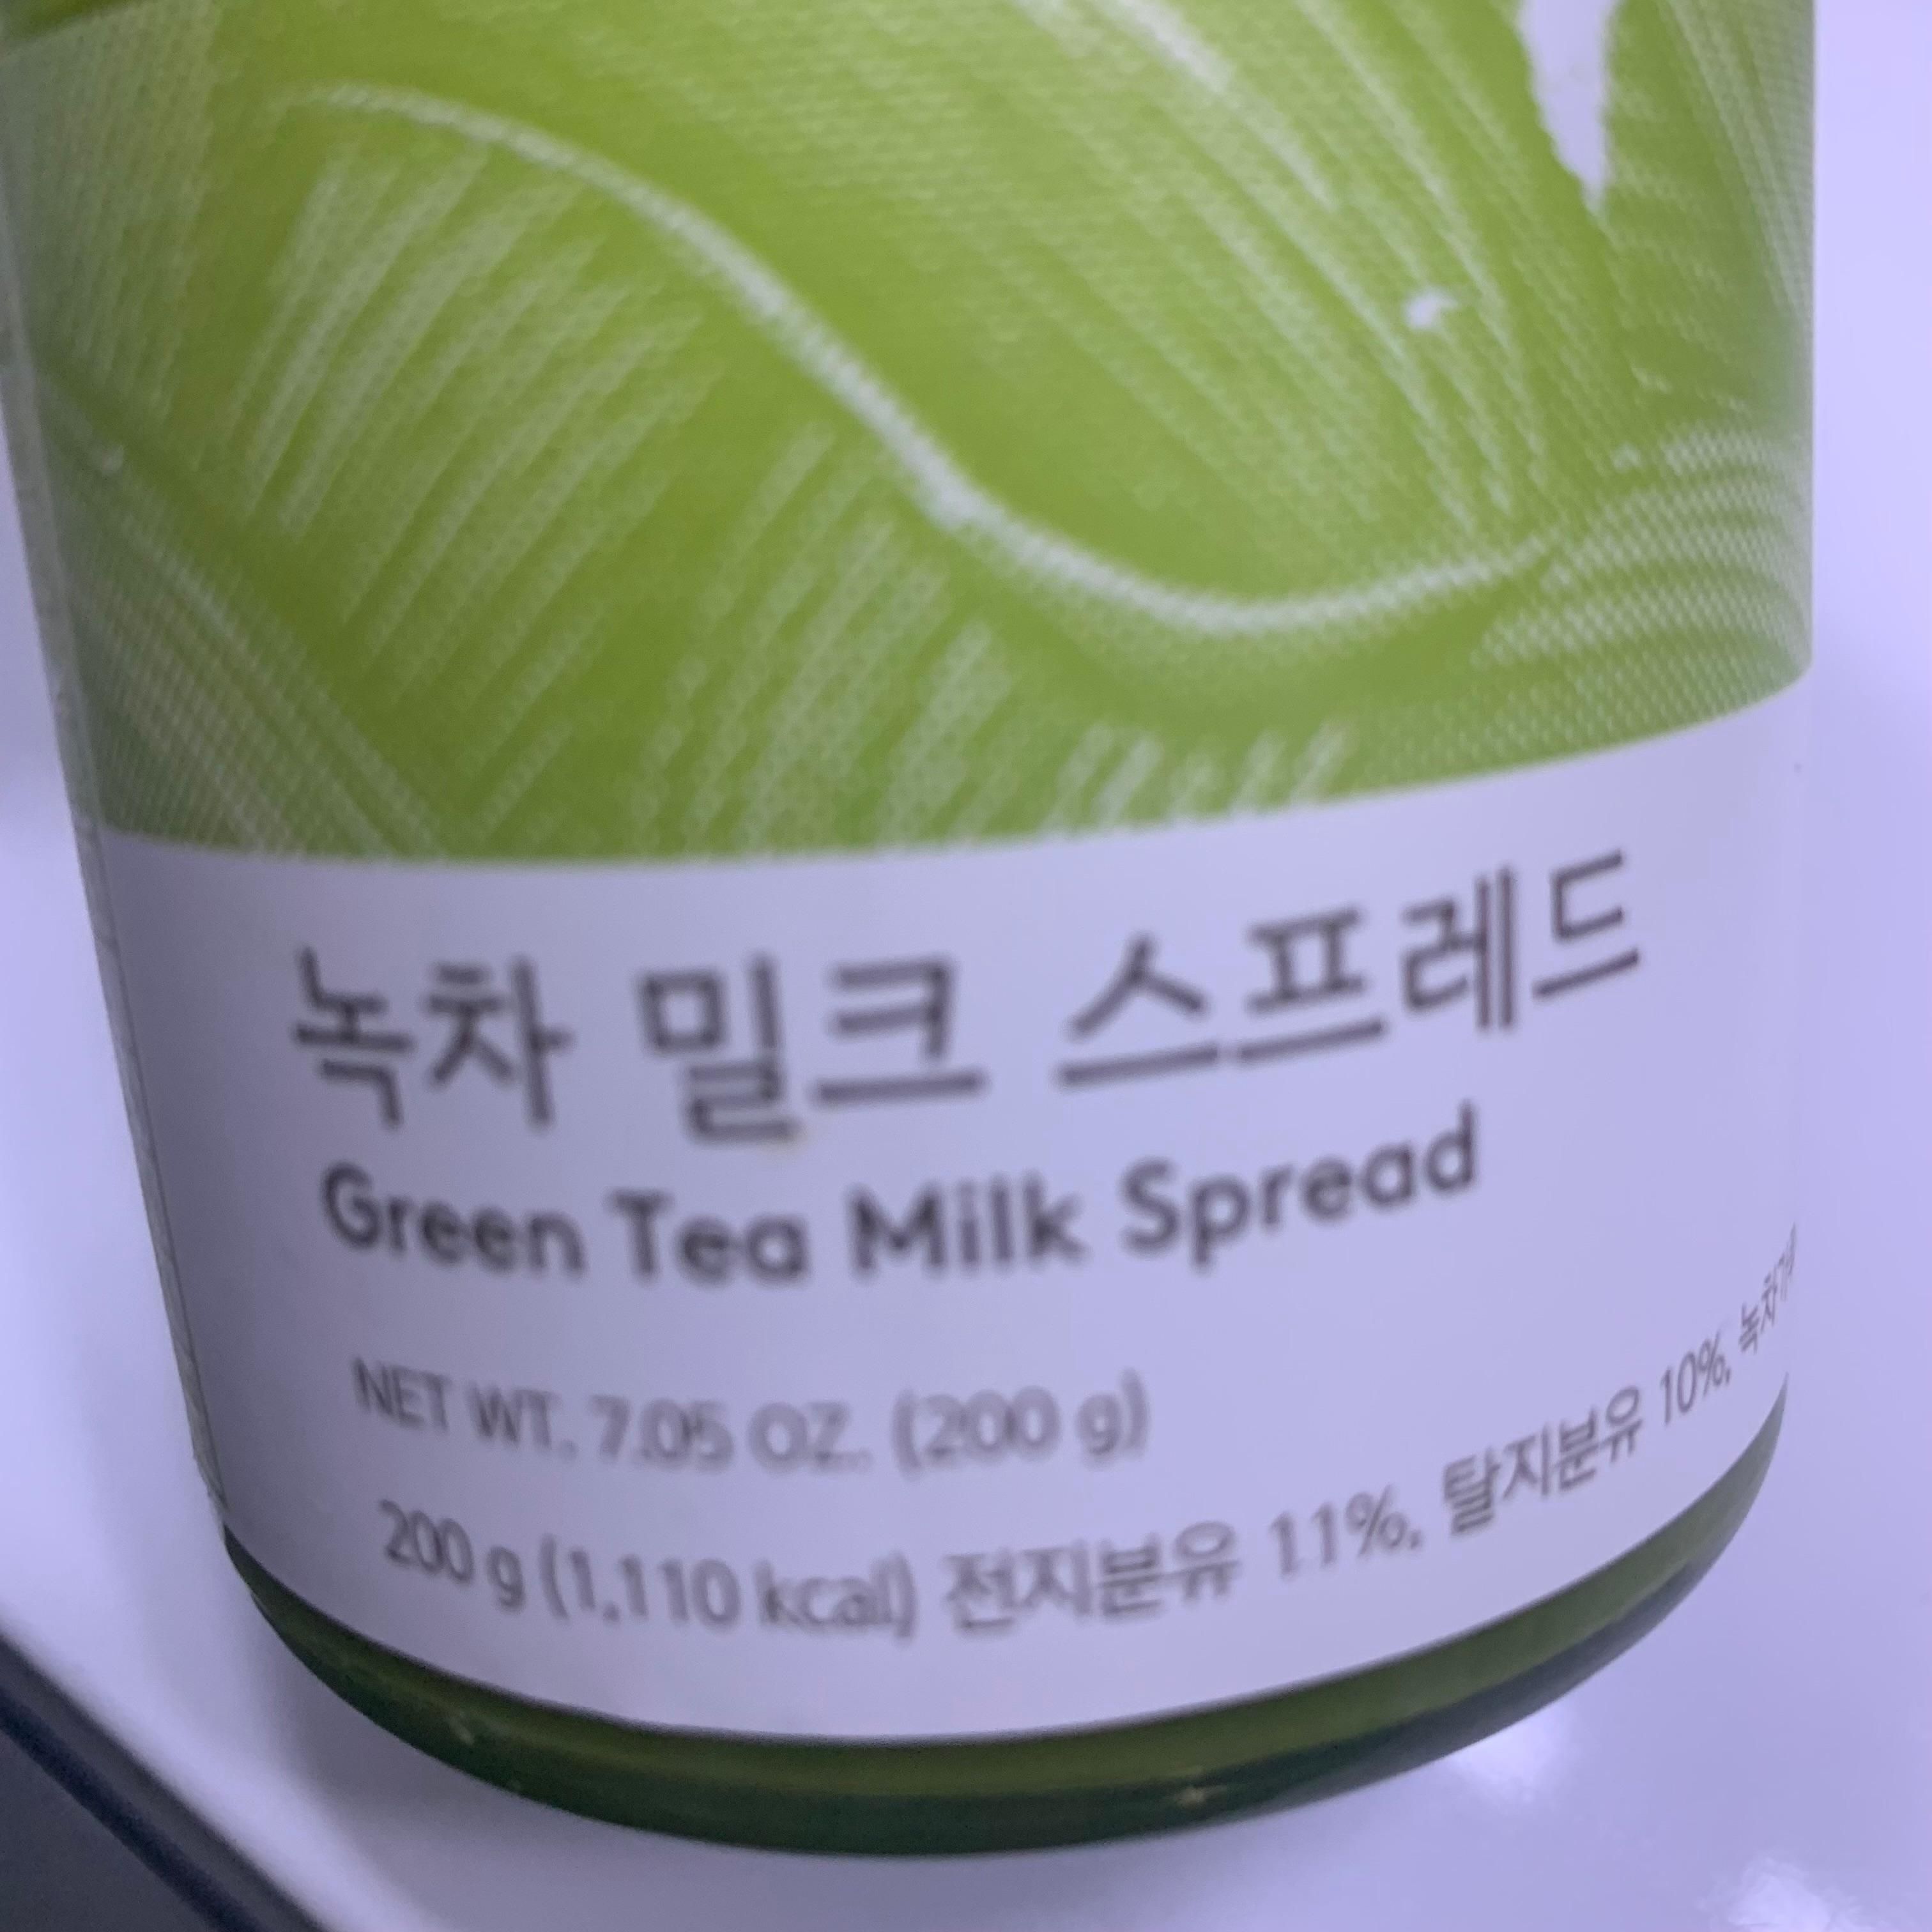 녹차 밀크 스프레드
Green Tea Milk Spread
NET WT. 7.05 OZ. (200 g)
200 g (1,110 kcal) 전지분유 11%, 탈지분유 10%,